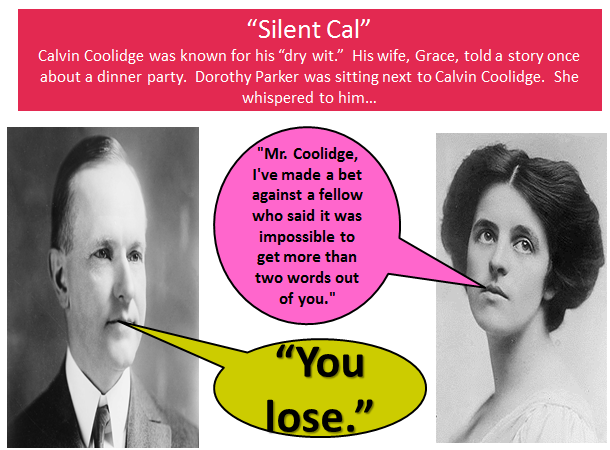 “Silent Cal”
Calvin Coolidge was known for his “dry wit.”  His wife, Grace, told a story once
about a dinner party.  Dorothy Parker was sitting next to Calvin Coolidge.  She
whispered to him…
"Mr. Coolidge,
I've made a bet
against a fellow
who said it was
impossible to
get more than
two words out
of you."
“You
lose.”